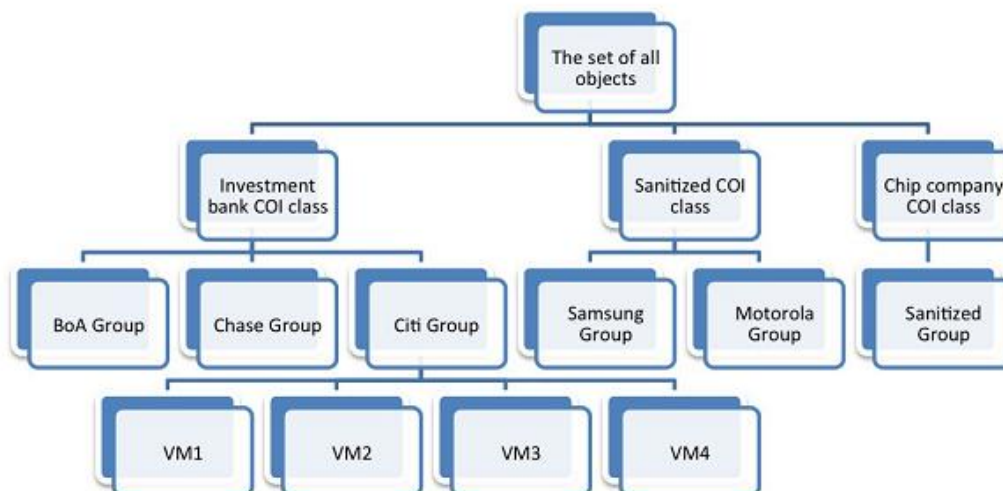 The set of all
objects
Investment
bank COI class
Sanitized COI
class
Chip company
COI class
BoA Group
Chase Group
Citi Group
Samsung
Group
Motorola
Group
Sanitized
Group
VM1
VM2
VM3
VM4